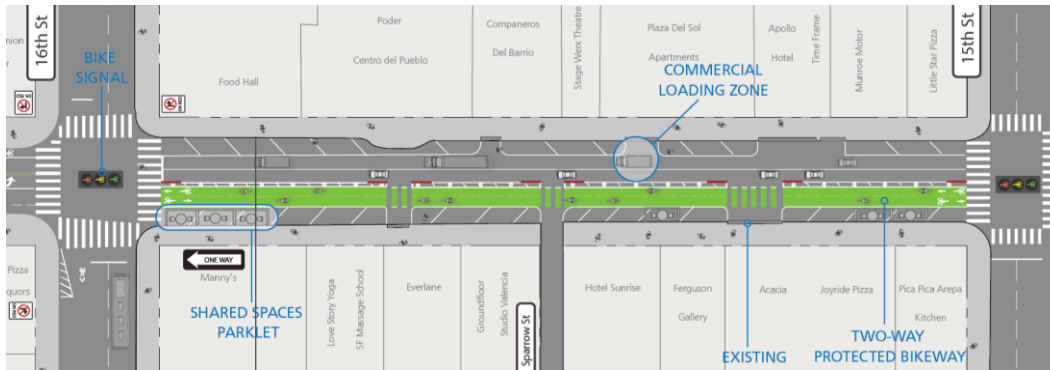 16th St
15th St
nion
r
BIKE
SIGNAL
Food Hall
Poder
Centro del Pueblo
Companeros
Del Barrio
Stage Werx Theatre
Plaza Del Sol
Apartments
Apollo
Hotel
Time Frame
Munroe Motor
Little Star Pizza
COMMERCIAL
LOADING ZONE
ONE WAY
Pizza
quors
Manny's
SHARED SPACES
PARKLET
Love Story Yoga
SF Massage School
Everlane
Groundfloor
Studio Valencia
Sparrow St
Hotel Sunrise
Ferguson
Gallery
Acacia
Joyride Pizza
Pica Pica Arepa
Kitchen
EXISTING
TWO-WAY
PROTECTED BIKEWAY